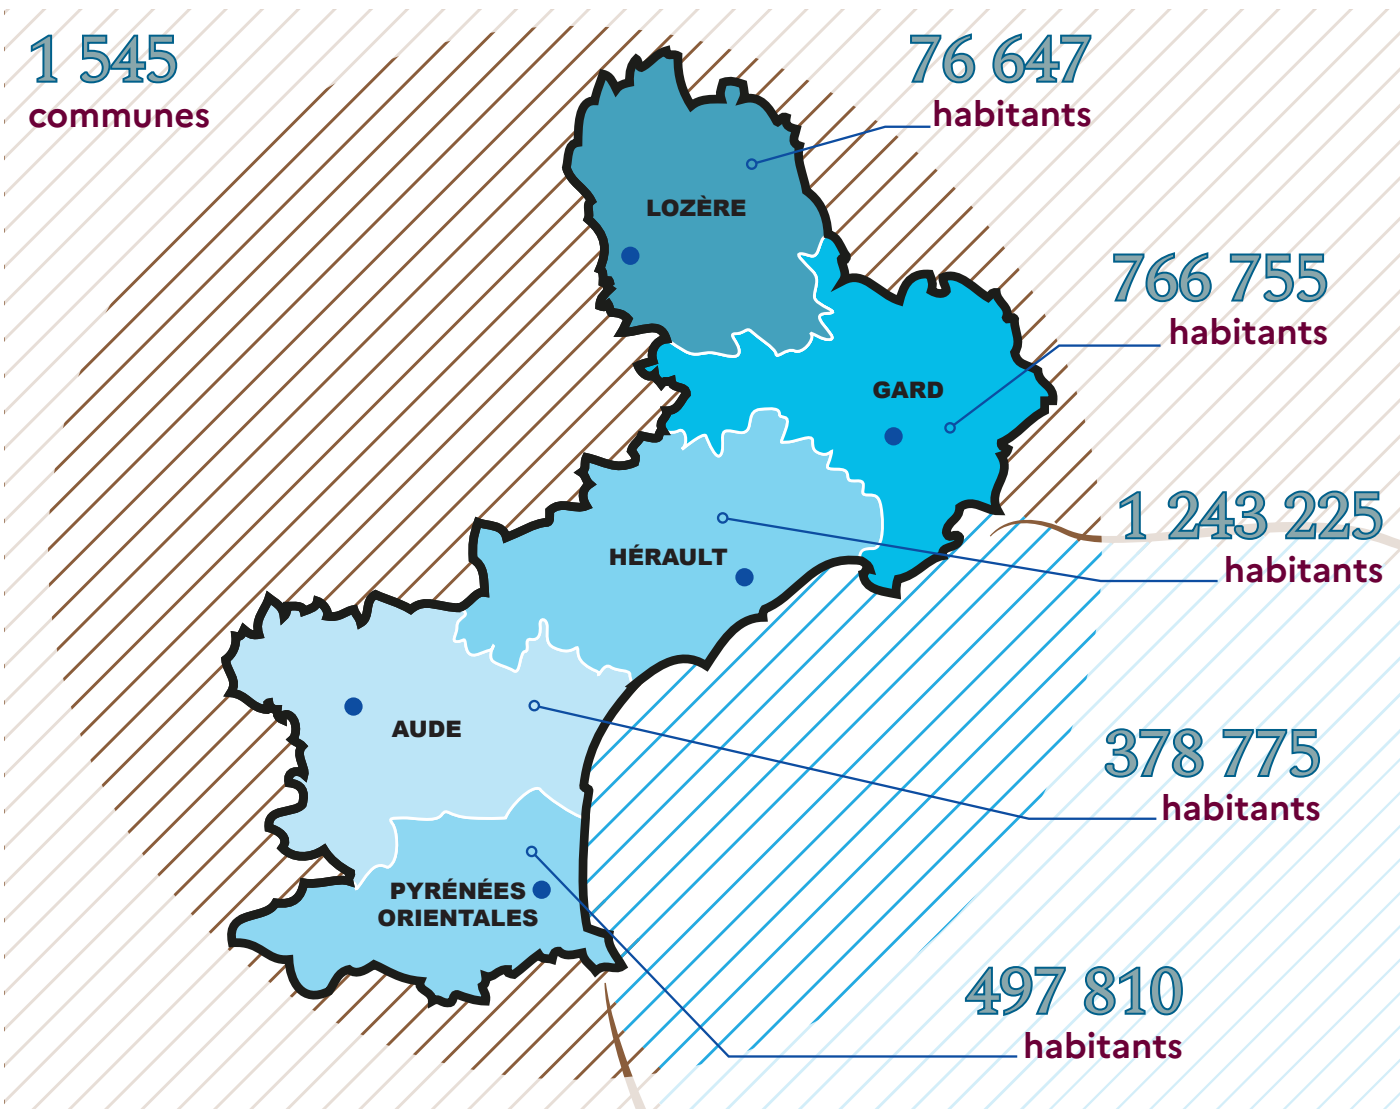 1 545
communes
76 647
habitants
LOZÈRE
766 755
habitants
GARD
1 243 225
habitants
HÉRAULT
378 775
habitants
AUDE
PYRÉNÉES
ORIENTALES
497 810
habitants